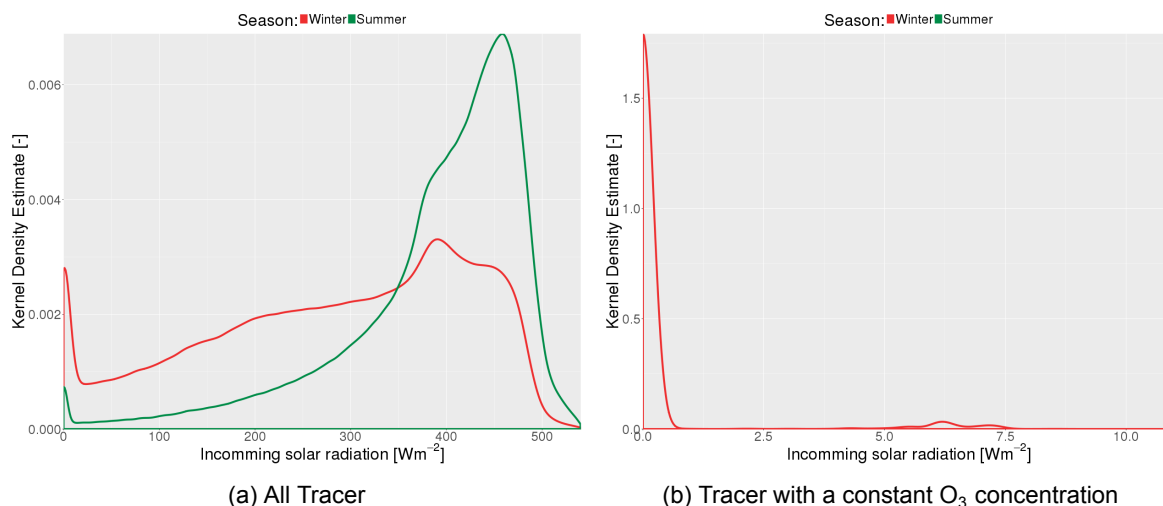 Season: Winter Summer
Kernel Density Estimate [-]
0.006
0.004
0.002
0.000
0 100 200 300 400 500
Incomming solar radiation [Wm⁻²]
(a) All Tracer
Season: Winter Summer
Kernel Density Estimate [-]
1.5
1.0
0.5
0.0
0.0 2.5 5.0 7.5 10.0
Incomming solar radiation [Wm⁻²]
(b) Tracer with a constant O₃ concentration